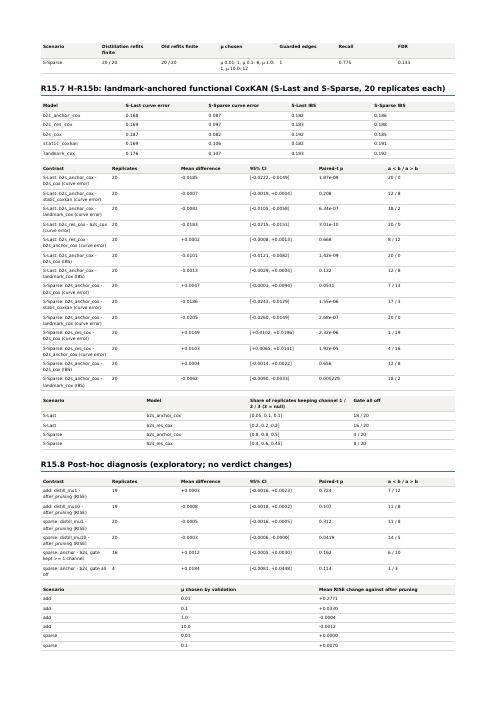 Scenario Distillation refits finite Old refits finite μ chosen Guarded edges Recall FDR
S-Sparse 20 / 20 20 / 20 μ 0.01: 1, μ 0.1: 6, μ 1.0: 1, μ 10.0: 12 1 0.775 0.133
R15.7 H-R15b: landmark-anchored functional CoxKAN (S-Last and S-Sparse, 20 replicates each)
Model S-Last curve error S-Sparse curve error S-Last IBS S-Sparse IBS
b2s_anchor_cox 0.168 0.087 0.182 0.186
b2s_res_cox 0.169 0.097 0.183 0.188
b2s_cox 0.187 0.082 0.192 0.185
static_coxkan 0.169 0.106 0.182 0.191
landmark_cox 0.176 0.107 0.183 0.192
Contrast Replicates Mean difference 95% CI Paired-t p a < b / a > b
S-Last: b2s_anchor_cox - b2s_cox (curve error) 20 -0.0185 [-0.0222, -0.0149] 1.87e-09 20 / 0
S-Last: b2s_anchor_cox - static_coxkan (curve error) 20 -0.0007 [-0.0019, +0.0004] 0.208 12 / 8
S-Last: b2s_anchor_cox - landmark_cox (curve error) 20 -0.0081 [-0.0105, -0.0058] 6.34e-07 18 / 2
S-Last: b2s_res_cox - b2s_cox (curve error) 20 -0.0183 [-0.0215, -0.0151] 3.01e-10 20 / 0
S-Last: b2s_res_cox - b2s_anchor_cox (curve error) 20 +0.0002 [-0.0008, +0.0013] 0.668 8 / 12
S-Last: b2s_anchor_cox - b2s_cox (IBS) 20 -0.0101 [-0.0121, -0.0082] 1.42e-09 20 / 0
S-Last: b2s_anchor_cox - landmark_cox (IBS) 20 -0.0013 [-0.0029, +0.0004] 0.132 12 / 8
S-Sparse: b2s_anchor_cox - b2s_cox (curve error) 20 +0.0047 [-0.0001, +0.0094] 0.0531 7 / 13
S-Sparse: b2s_anchor_cox - static_coxkan (curve error) 20 -0.0186 [-0.0243, -0.0129] 1.55e-06 17 / 3
S-Sparse: b2s_anchor_cox - landmark_cox (curve error) 20 -0.0205 [-0.0260, -0.0149] 2.68e-07 20 / 0
S-Sparse: b2s_res_cox - b2s_cox (curve error) 20 +0.0149 [+0.0102, +0.0196] 2.32e-06 1 / 19
S-Sparse: b2s_res_cox - b2s_anchor_cox (curve error) 20 +0.0103 [+0.0065, +0.0141] 1.92e-05 4 / 16
S-Sparse: b2s_anchor_cox - b2s_cox (IBS) 20 +0.0004 [-0.0014, +0.0022] 0.656 12 / 8
S-Sparse: b2s_anchor_cox - landmark_cox (IBS) 20 -0.0062 [-0.0090, -0.0033] 0.000229 18 / 2
Scenario Model Share of replicates keeping channel 1 / 2 / 3 (3 = null) Gate all off
S-Last b2s_anchor_cox [0.05, 0.1, 0.1] 18 / 20
S-Last b2s_res_cox [0.2, 0.2, 0.2] 16 / 20
S-Sparse b2s_anchor_cox [0.8, 0.8, 0.5] 4 / 20
S-Sparse b2s_res_cox [0.4, 0.6, 0.45] 8 / 20
R15.8 Post-hoc diagnosis (exploratory; no verdict changes)
Contrast Replicates Mean difference 95% CI Paired-t p a < b / a > b
add: distill_mu1 - after_pruning (RISE) 19 +0.0003 [-0.0016, +0.0023] 0.724 7 / 12
add: distill_mu10 - after_pruning (RISE) 19 -0.0008 [-0.0018, +0.0002] 0.107 11 / 8
sparse: distill_mu1 - after_pruning (RISE) 20 -0.0005 [-0.0016, +0.0005] 0.312 11 / 8
sparse: distill_mu10 - after_pruning (RISE) 20 -0.0003 [-0.0006, -0.0000] 0.0419 14 / 5
sparse: anchor - b2s, gate kept >= 1 channel 16 +0.0012 [-0.0005, +0.0030] 0.162 6 / 10
sparse: anchor - b2s, gate all off 4 +0.0184 [-0.0081, +0.0448] 0.114 1 / 3
Scenario μ chosen by validation Mean RISE change against after pruning
add 0.01 +0.2771
add 0.1 +0.0340
add 1.0 -0.0004
add 10.0 -0.0012
sparse 0.01 +0.0000
sparse 0.1 +0.0070